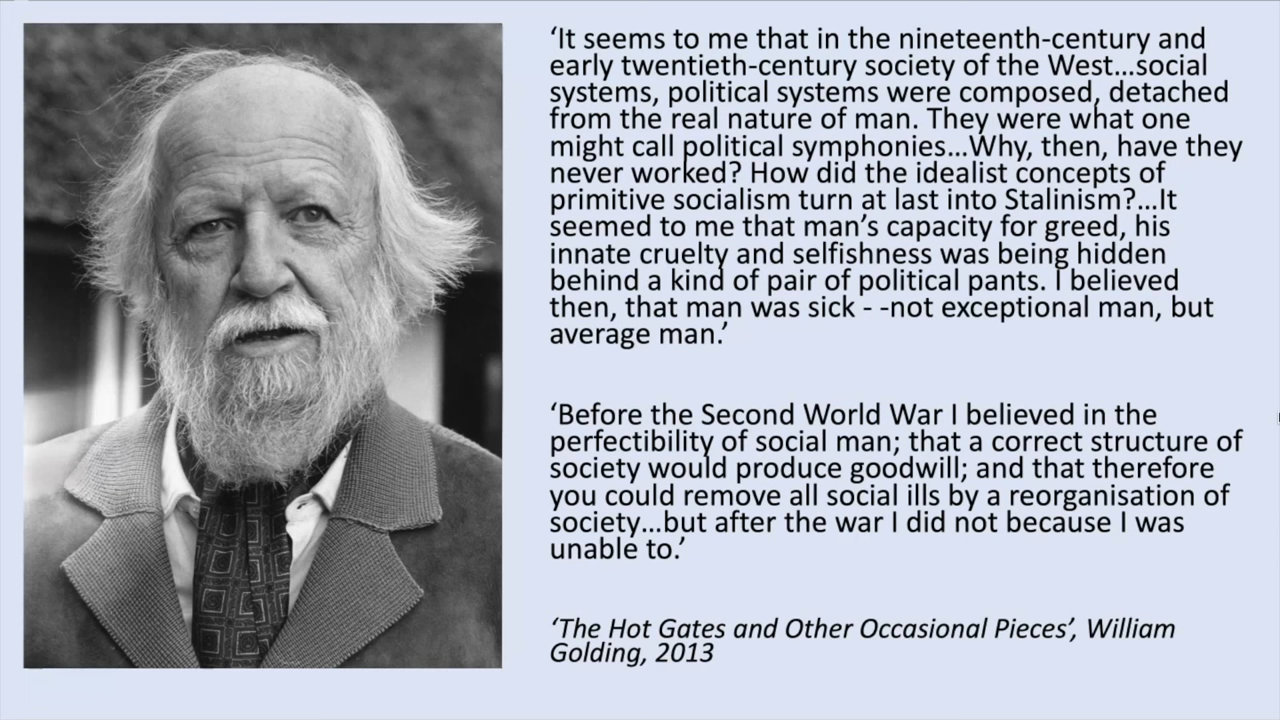 ‘It seems to me that in the nineteenth-century and
early twentieth-century society of the West...social
systems, political systems were composed, detached
from the real nature of man. They were what one
might call political symphonies...Why, then, have they
never worked? How did the idealist concepts of
primitive socialism turn at last into Stalinism?...It
seemed to me that man’s capacity for greed, his
innate cruelty and selfishness was being hidden
behind a kind of pair of political pants. I believed
then, that man was sick - -not exceptional man, but
average man.’
‘Before the Second World War I believed in the
perfectibility of social man; that a correct structure of
society would produce goodwill; and that therefore
you could remove all social ills by a reorganisation of
society...but after the war I did not because I was
unable to.’
‘The Hot Gates and Other Occasional Pieces’, William
Golding, 2013